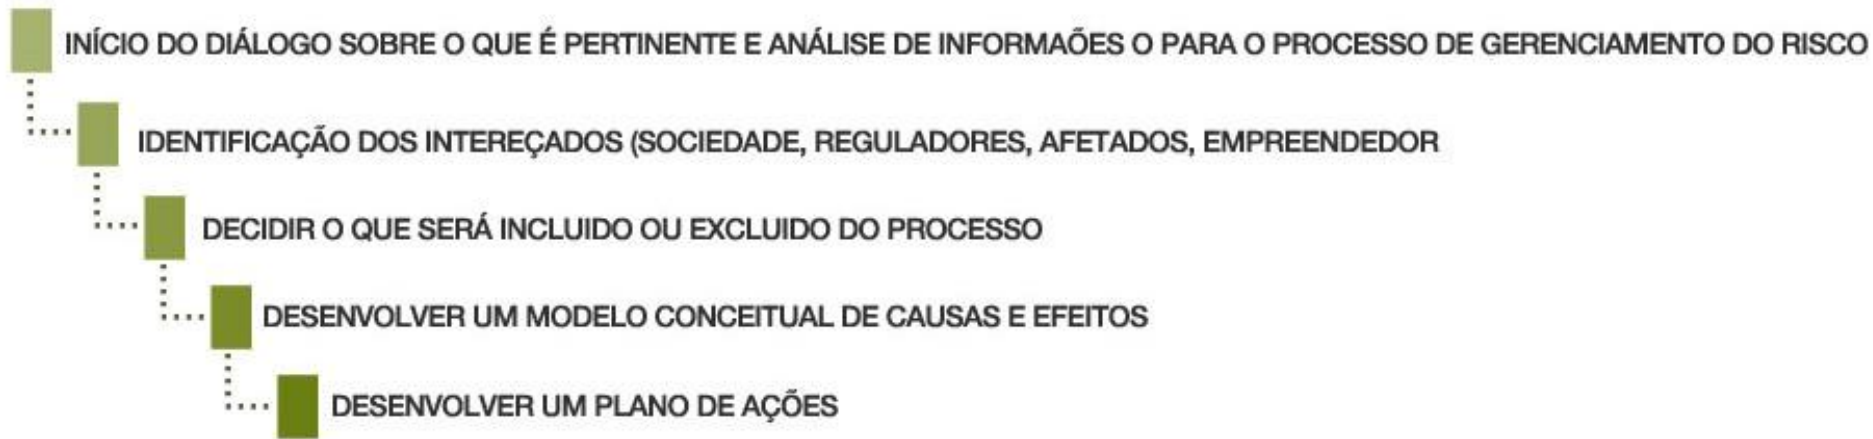 INÍCIO DO DIÁLOGO SOBRE O QUE É PERTINENTE E ANÁLISE DE INFORMAÕES O PARA O PROCESSO DE GERENCIAMENTO DO RISCO
IDENTIFICAÇÃO DOS INTEREÇADOS (SOCIEDADE, REGULADORES, AFETADOS, EMPREENDEDOR
DECIDIR O QUE SERÁ INCLUIDO OU EXCLUIDO DO PROCESSO
DESENVOLVER UM MODELO CONCEITUAL DE CAUSAS E EFEITOS
DESENVOLVER UM PLANO DE AÇÕES